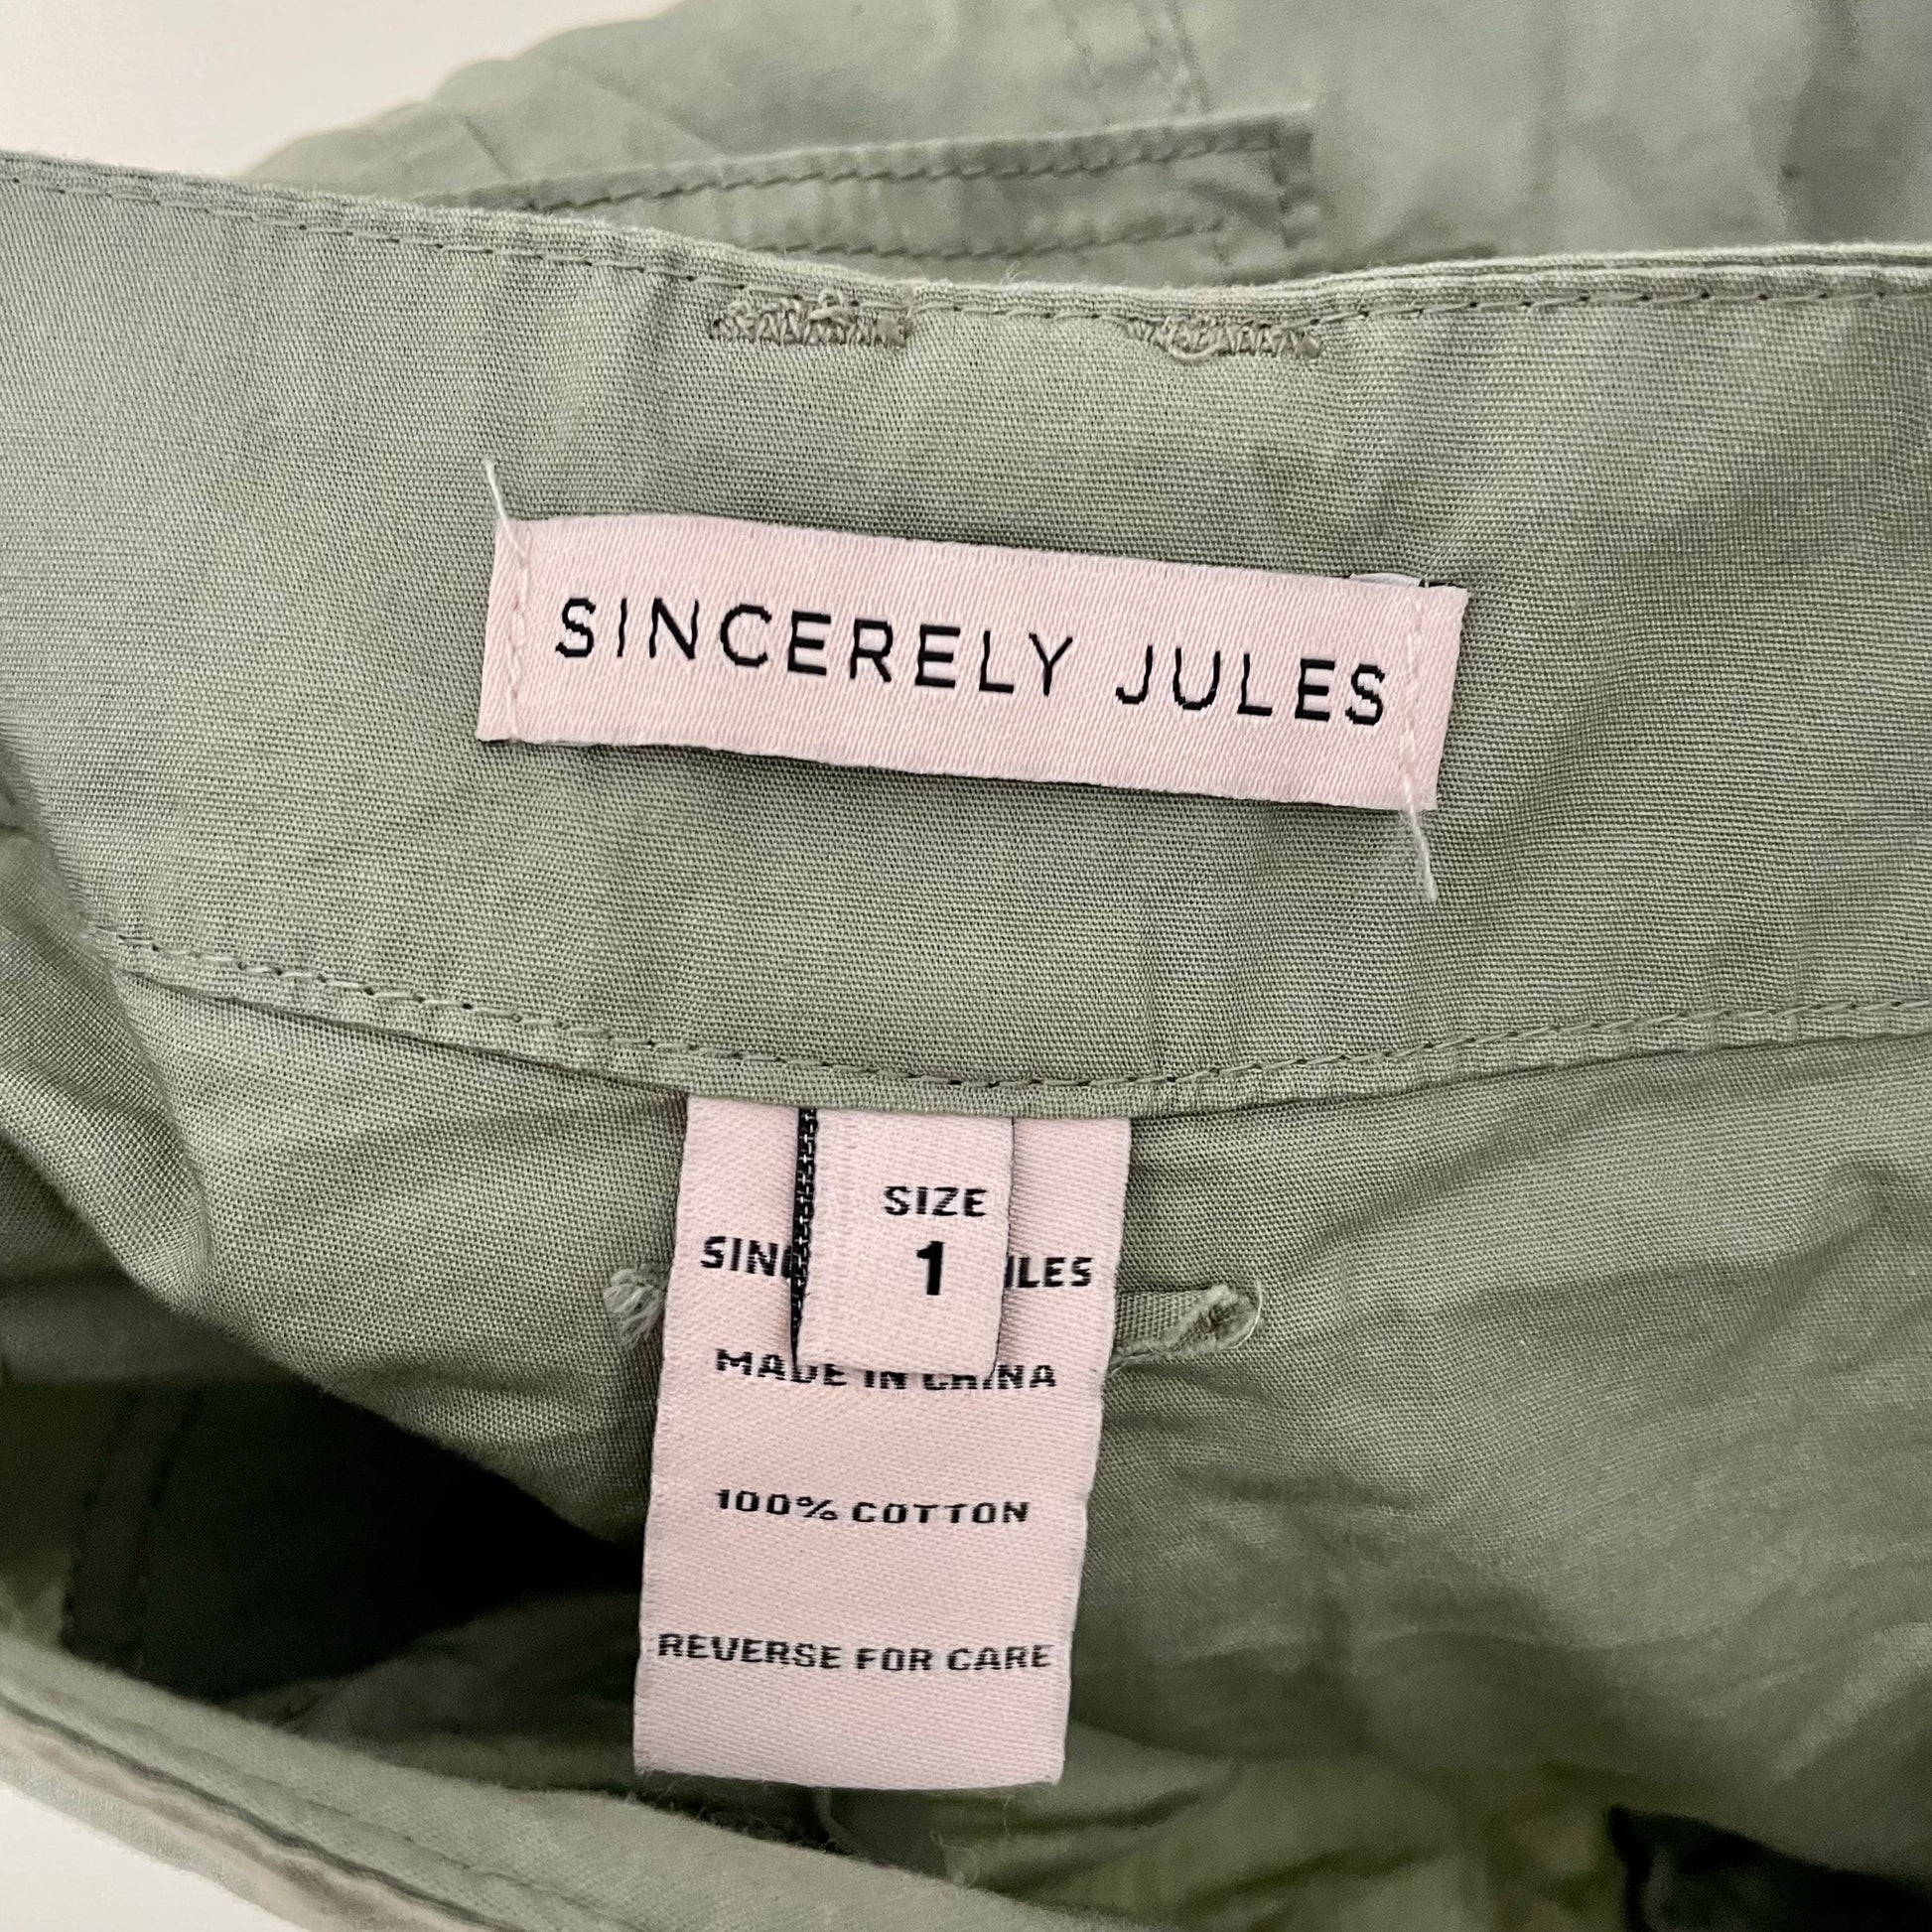 SINCERELY JULES
SIZE
1
MADE IN CHINA
100% COTTON
REVERSE FOR CARE